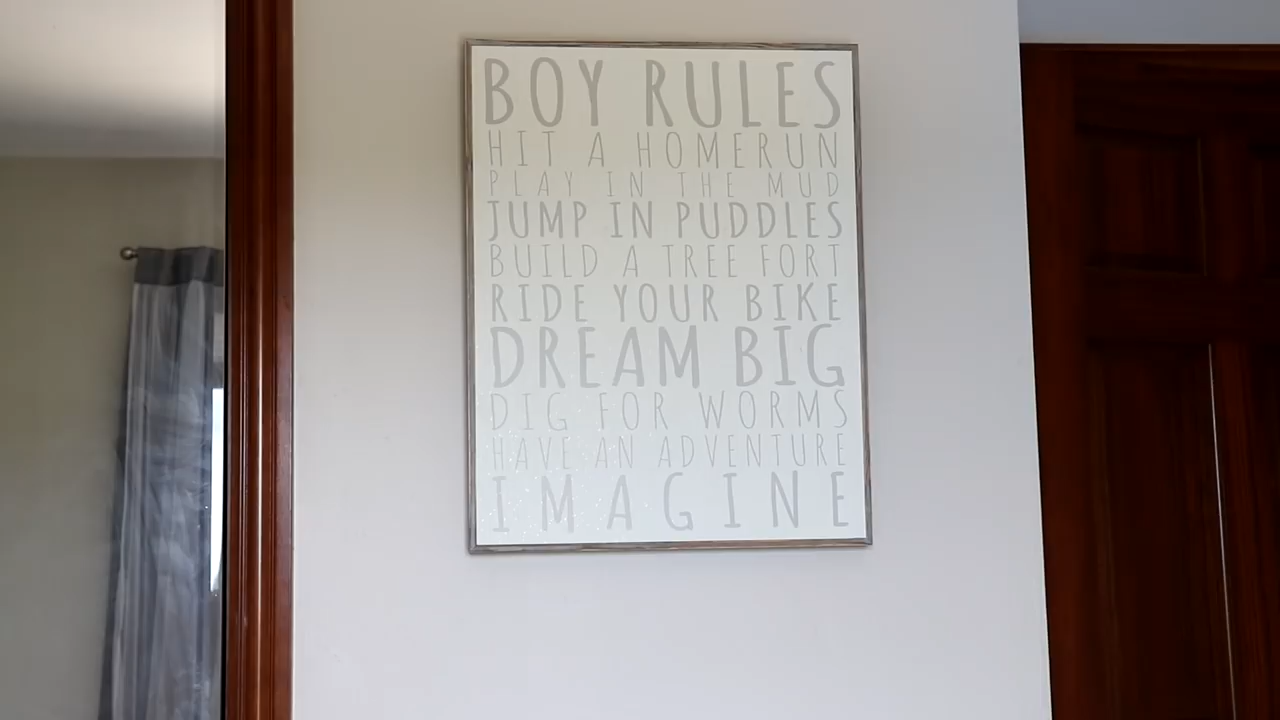 BOY RULES
HIT A HOMERUN
PLAY IN THE MUD
JUMP IN PUDDLES
BUILD A TREE FORT
RIDE YOUR BIKE
DREAM BIG
DIG FOR WORMS
HAVE AN ADVENTURE
IMAGINE